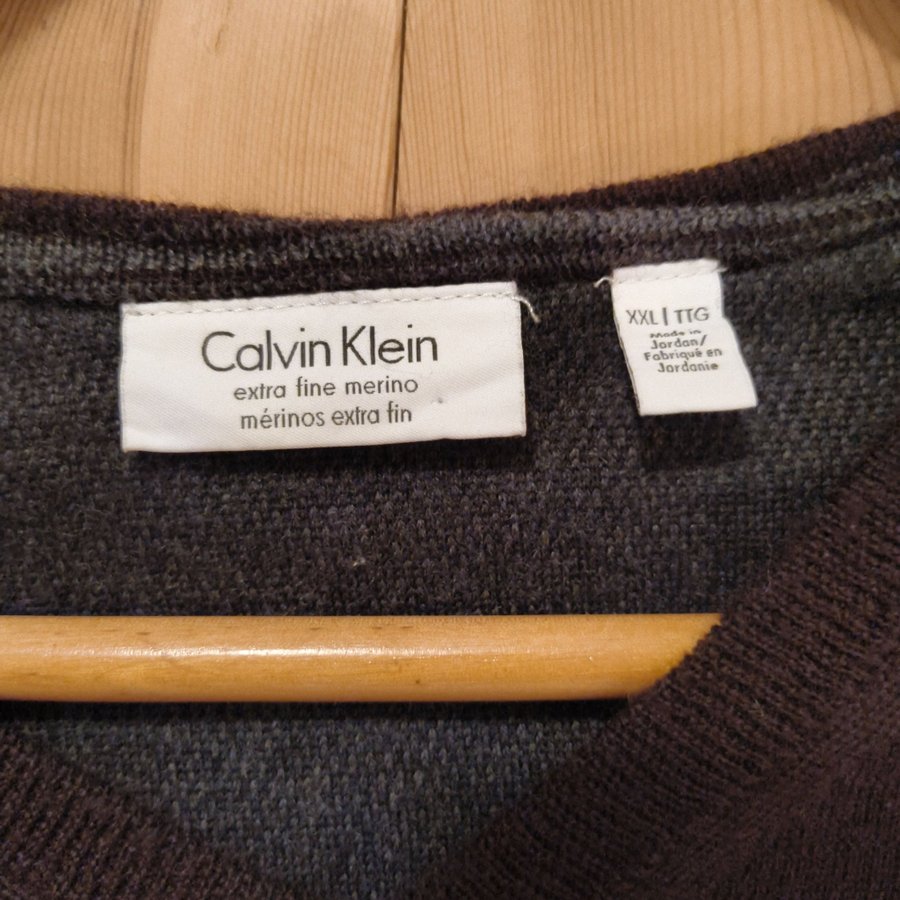 Calvin Klein
extra fine merino
mérinos extra fin
XXL | TTG
Made in
Jordan/
Fabriqué en
Jordanie